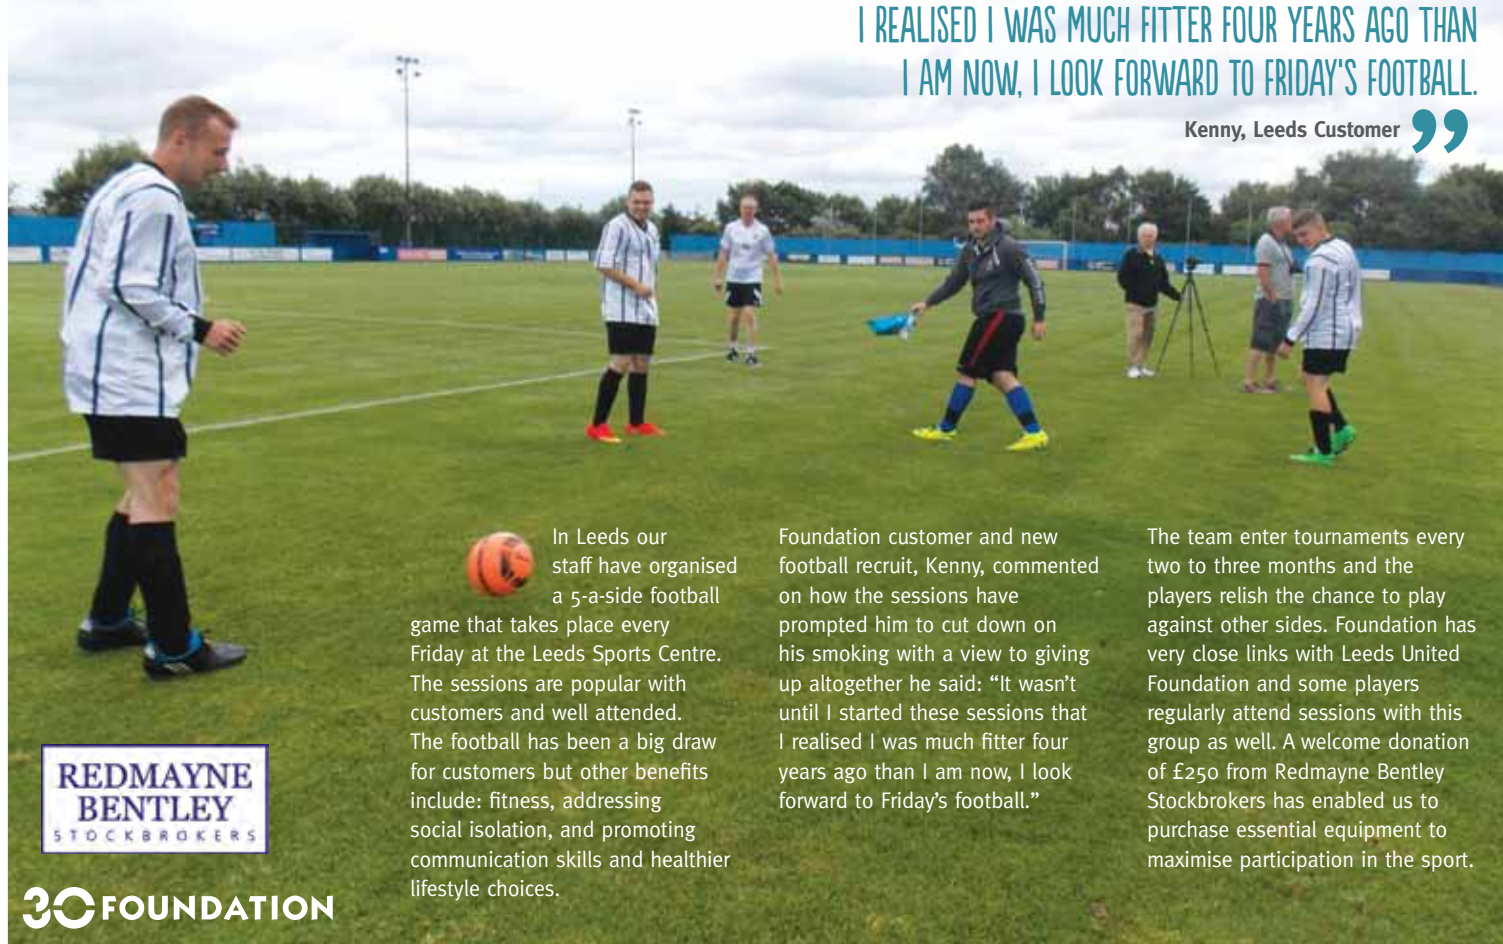 I REALISED I WAS MUCH FITTER FOUR YEARS AGO THAN
I AM NOW, I LOOK FORWARD TO FRIDAY'S FOOTBALL.
Kenny, Leeds Customer ”
In Leeds our
staff have organised
a 5-a-side football
game that takes place every
Friday at the Leeds Sports Centre.
The sessions are popular with
customers and well attended.
The football has been a big draw
for customers but other benefits
include: fitness, addressing
social isolation, and promoting
communication skills and healthier
lifestyle choices.
Foundation customer and new
football recruit, Kenny, commented
on how the sessions have
prompted him to cut down on
his smoking with a view to giving
up altogether he said: “It wasn’t
until I started these sessions that
I realised I was much fitter four
years ago than I am now, I look
forward to Friday’s football.”
The team enter tournaments every
two to three months and the
players relish the chance to play
against other sides. Foundation has
very close links with Leeds United
Foundation and some players
regularly attend sessions with this
group as well. A welcome donation
of £250 from Redmayne Bentley
Stockbrokers has enabled us to
purchase essential equipment to
maximise participation in the sport.
REDMAYNE
BENTLEY
STOCKBROKERS
30 FOUNDATION